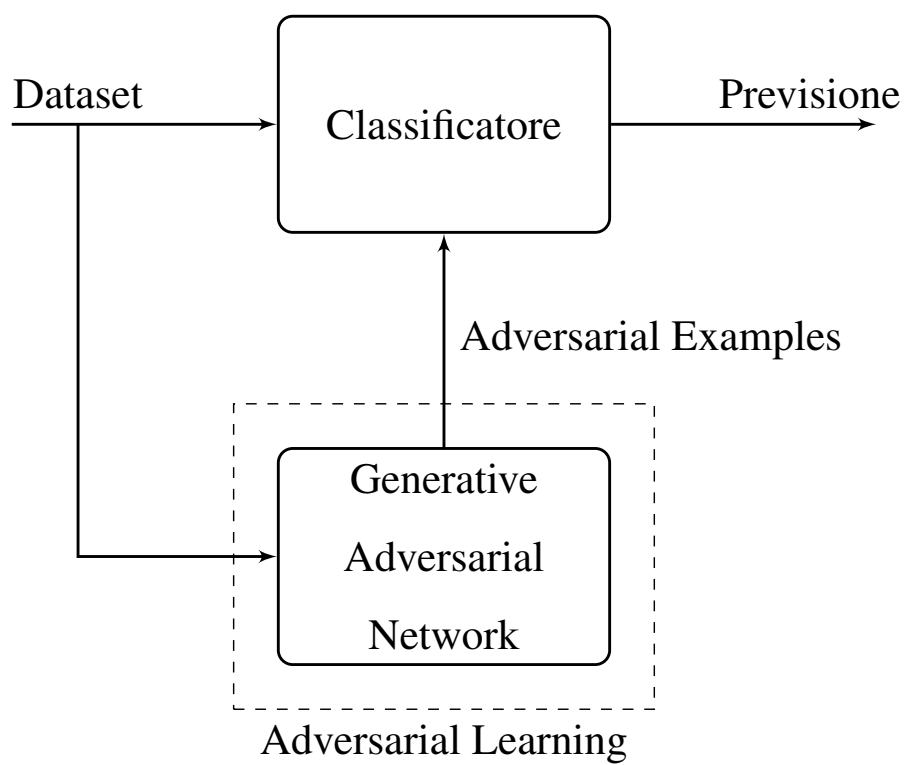 Dataset
Classificatore
Previsione
Adversarial Examples
Generative
Adversarial
Network
Adversarial Learning